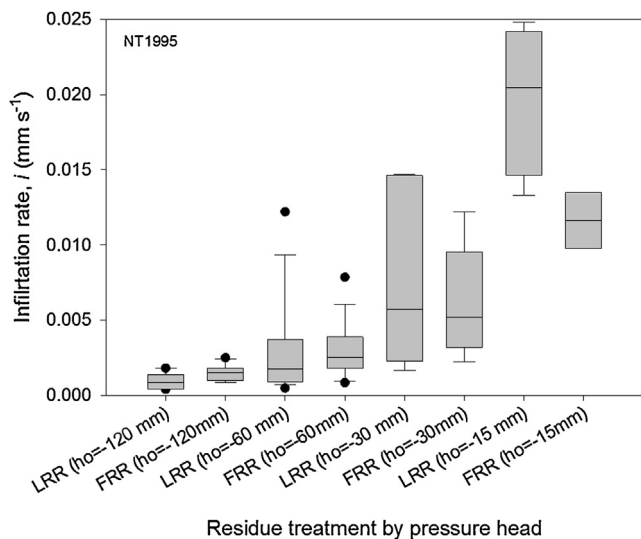 NT1995
Infilrtation rate, i (mm s⁻¹)
0.025
0.020
0.015
0.010
0.005
0.000
LRR (ho=-120 mm)
FRR (ho=-120mm)
LRR (ho=-60 mm)
FRR (ho=-60mm)
LRR (ho=-30 mm)
FRR (ho=-30mm)
LRR (ho=-15 mm)
FRR (ho=-15mm)
Residue treatment by pressure head